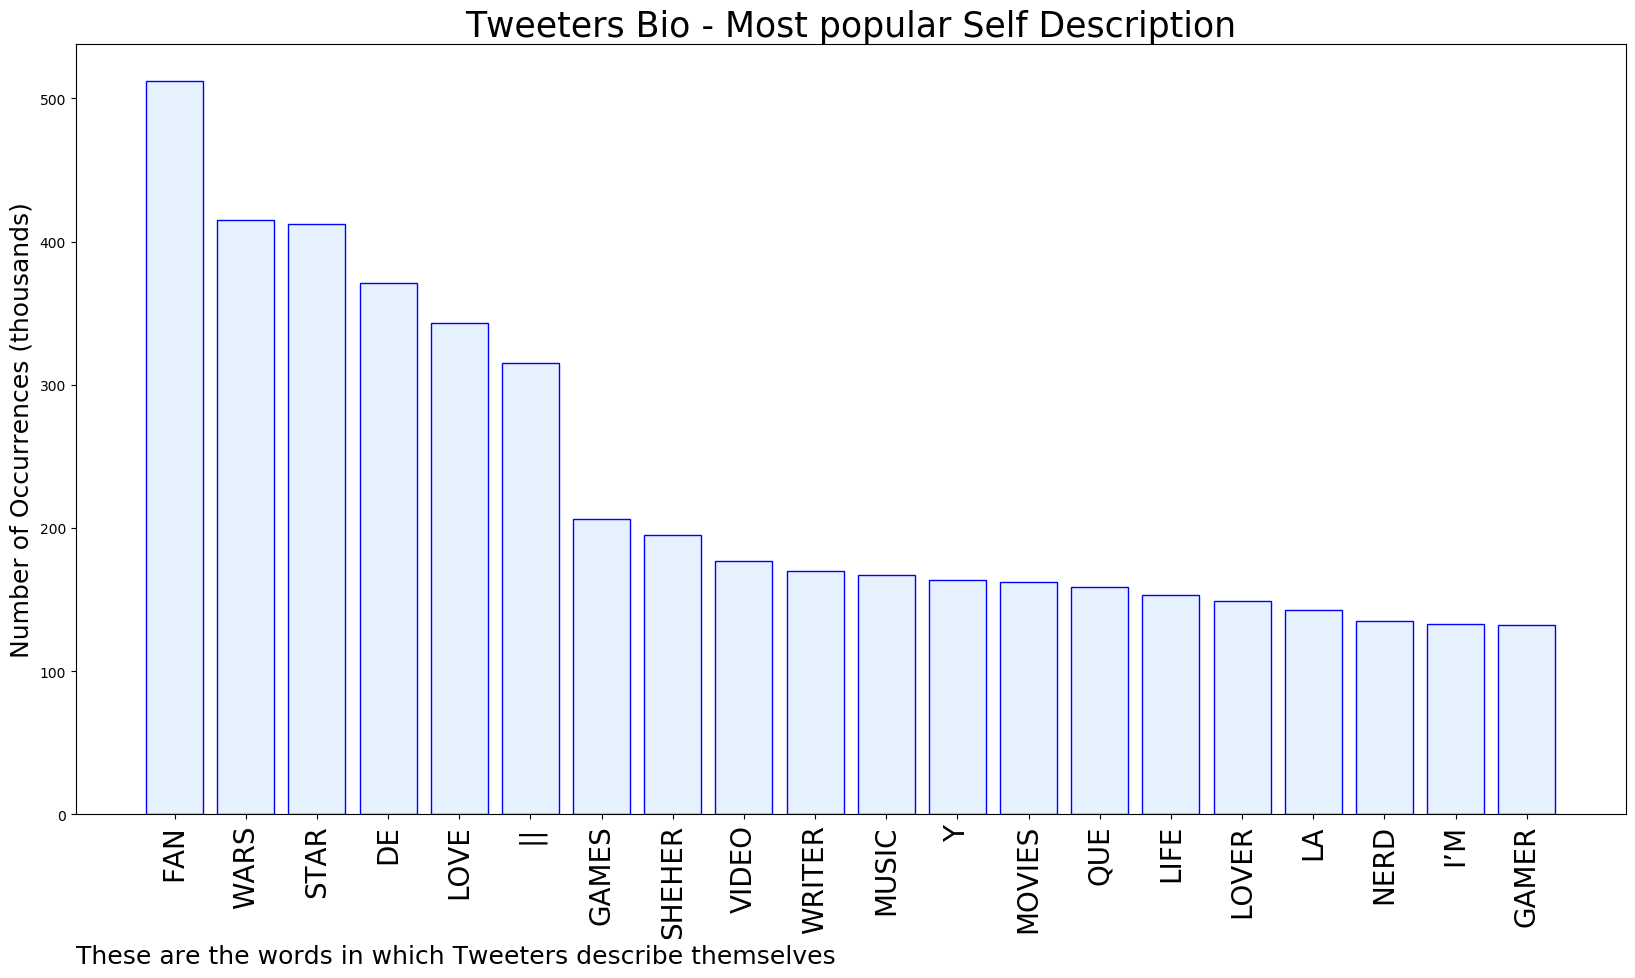 Tweeters Bio - Most popular Self Description
Number of Occurrences (thousands)
500
400
300
200
100
0
FAN
WARS
STAR
DE
LOVE
||
GAMES
SHEHER
VIDEO
WRITER
MUSIC
Y
MOVIES
QUE
LIFE
LOVER
LA
NERD
I’M
GAMER
These are the words in which Tweeters describe themselves